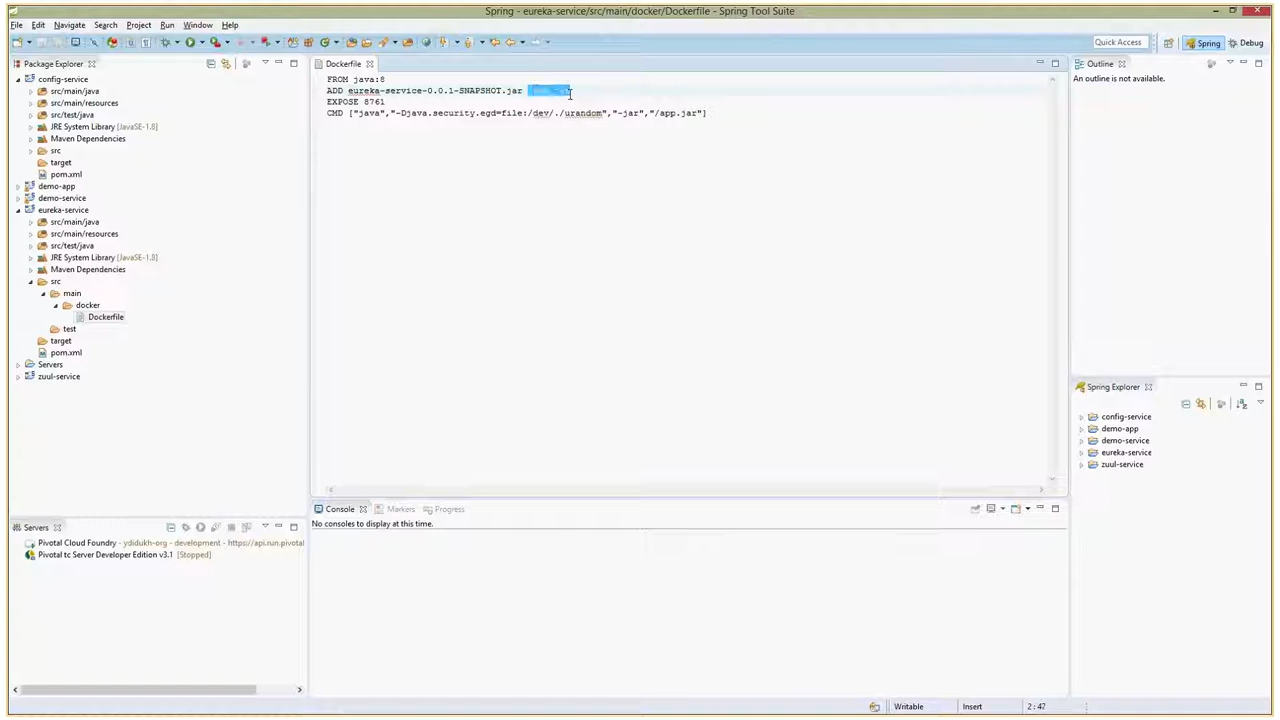 Spring - eureka-service/src/main/docker/Dockerfile - Spring Tool Suite
File Edit Navigate Search Project Run Window Help
Quick Access Spring Debug
Package Explorer
config-service
src/main/java
src/main/resources
src/test/java
JRE System Library [JavaSE-1.8]
Maven Dependencies
src
target
pom.xml
demo-app
demo-service
eureka-service
src/main/java
src/main/resources
src/test/java
JRE System Library [JavaSE-1.8]
Maven Dependencies
src
main
docker
Dockerfile
test
target
pom.xml
Servers
zuul-service
Dockerfile
FROM java:8
ADD eureka-service-0.0.1-SNAPSHOT.jar
EXPOSE 8761
CMD ["java","-Djava.security.egd=file:/dev/./urandom","-jar","/app.jar"]
Outline
An outline is not available.
Spring Explorer
config-service
demo-app
demo-service
eureka-service
zuul-service
Servers
Pivotal Cloud Foundry - ydidukh-org - development - https://api.run.pivotal
Pivotal tc Server Developer Edition v3.1 [Stopped]
Console Markers Progress
No consoles to display at this time.
Writable Insert 2 : 47